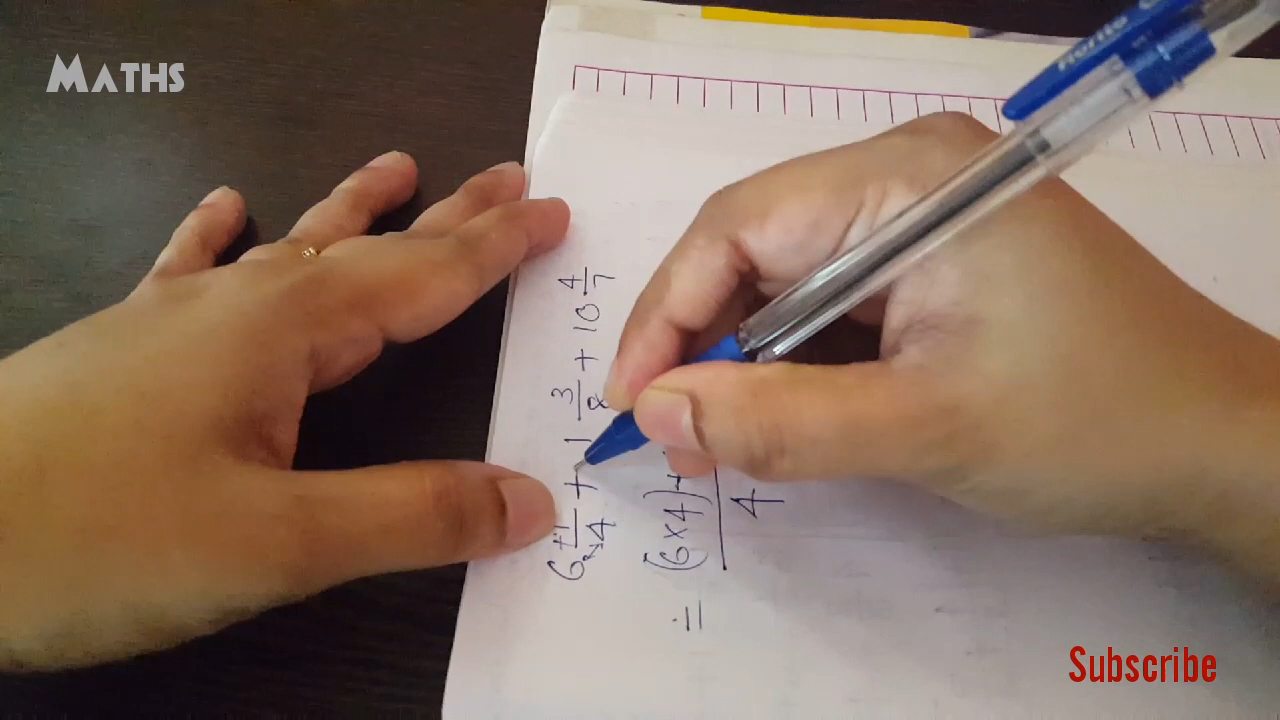 Maths
6 +1/×4 + 1 3/8 + 10 4/7
= (6×4)+
4
Subscribe